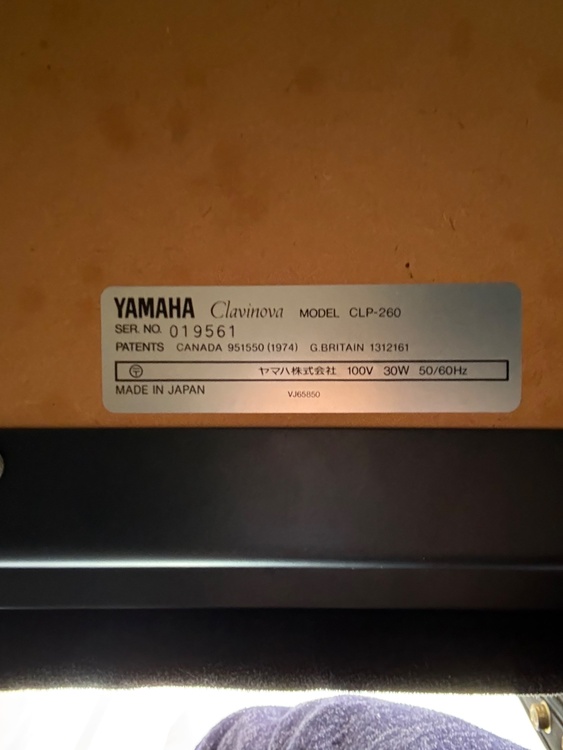 YAMAHA Clavinova MODEL CLP-260
SER. NO. 019561
PATENTS CANADA 951550 (1974) G.BRITAIN 1312161
〒 ヤマハ株式会社 100V 30W 50/60Hz
MADE IN JAPAN VJ65850